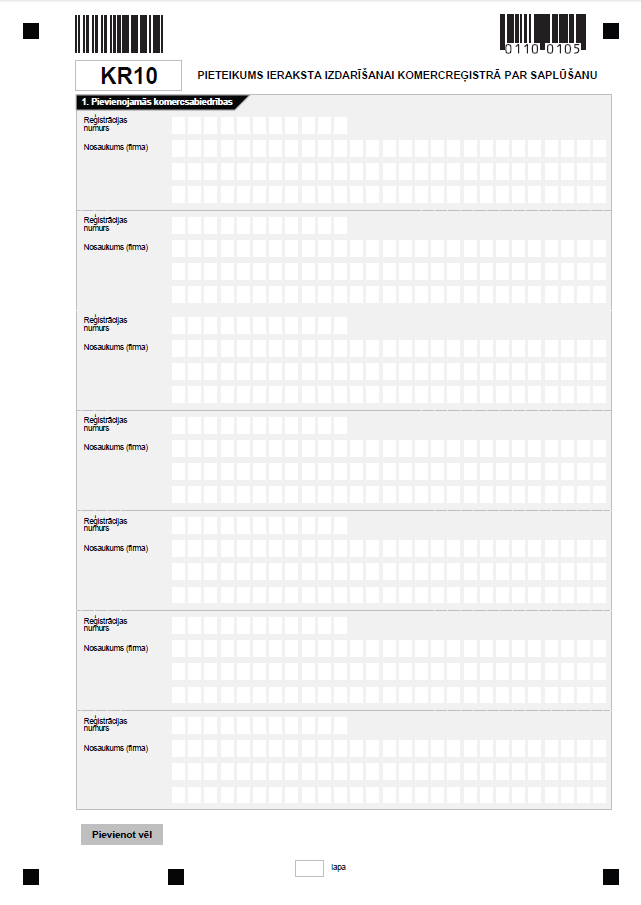 0110 0105
KR10
PIETEIKUMS IERAKSTA IZDARĪŠANAI KOMERCREĢISTRĀ PAR SAPLŪŠANU
1. Pievienojamās komercsabiedrības
Reģistrācijas
numurs
Nosaukums (firma)
Reģistrācijas
numurs
Nosaukums (firma)
Reģistrācijas
numurs
Nosaukums (firma)
Reģistrācijas
numurs
Nosaukums (firma)
Reģistrācijas
numurs
Nosaukums (firma)
Reģistrācijas
numurs
Nosaukums (firma)
Reģistrācijas
numurs
Nosaukums (firma)
Pievienot vēl
lapa